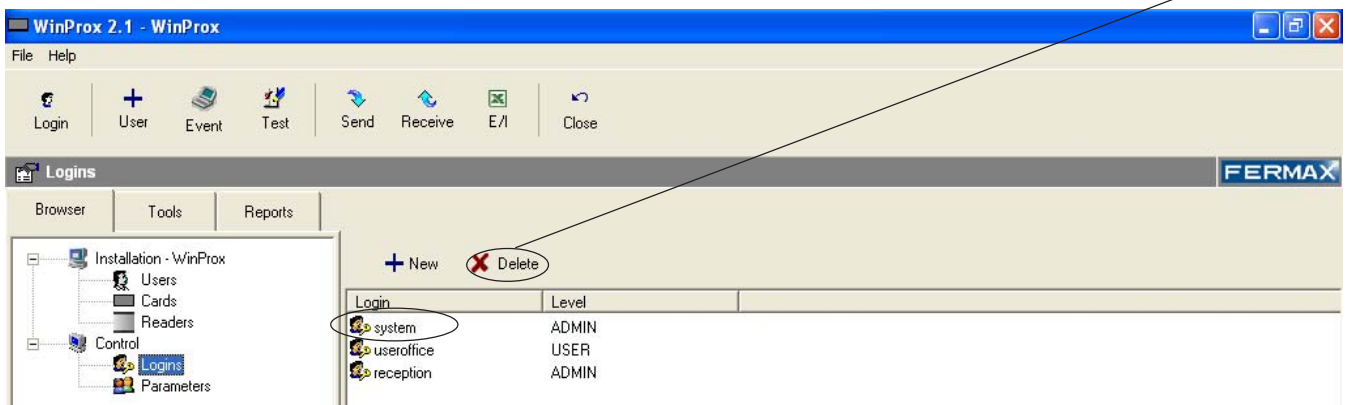 WinProx 2.1 - WinProx
File Help
Login User Event Test Send Receive E/I Close
Logins FERMAX
Browser Tools Reports
Installation - WinProx
Users
Cards
Readers
Control
Logins
Parameters
New Delete
Login Level
system ADMIN
useroffice USER
reception ADMIN